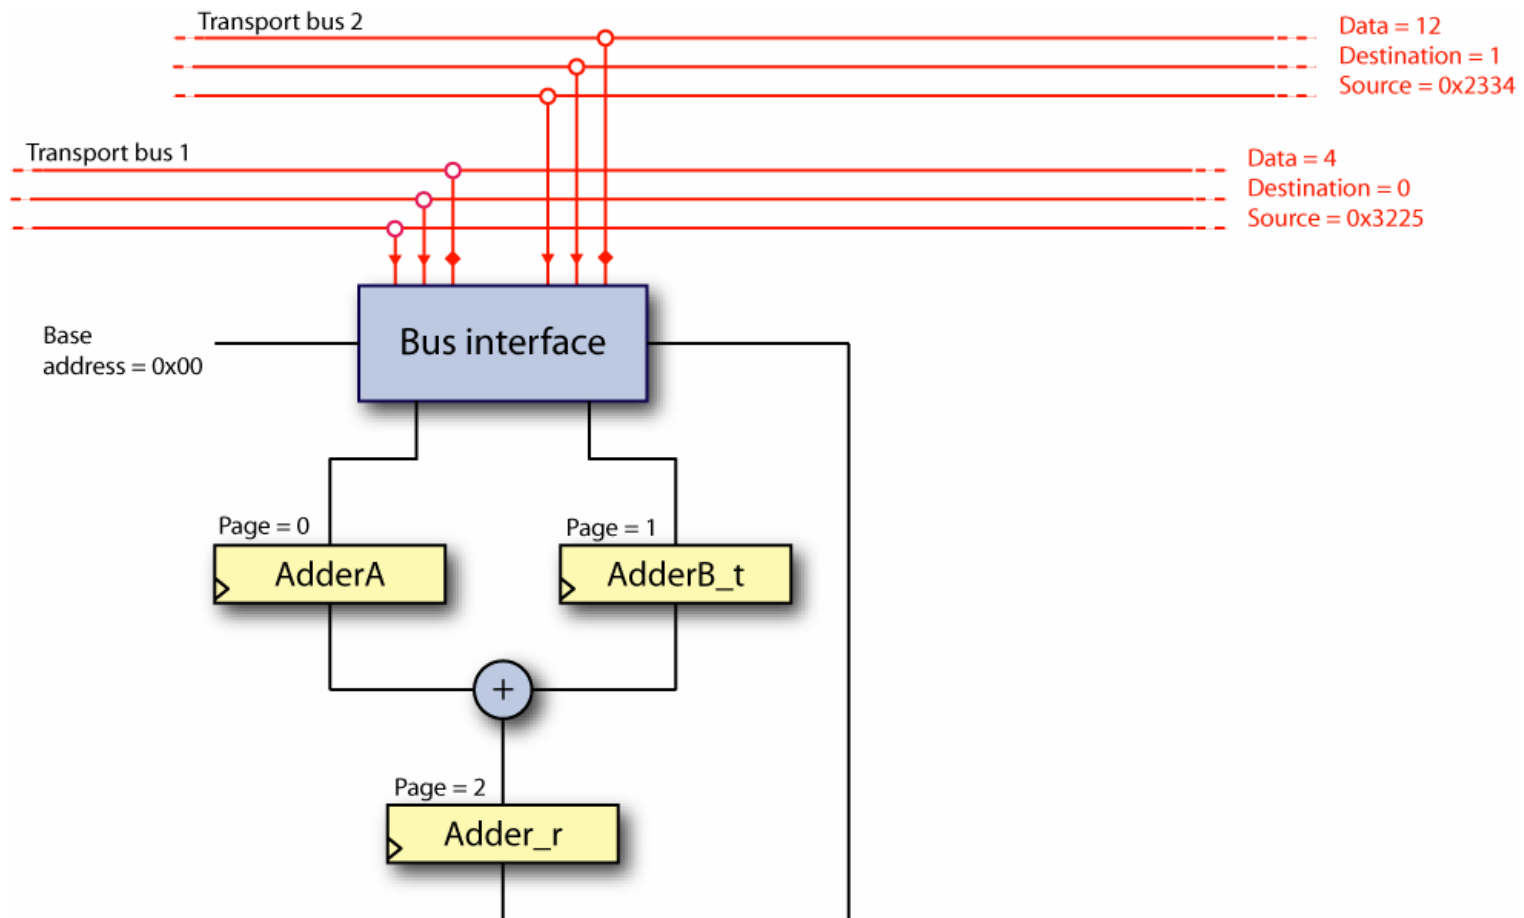 Transport bus 2
Data = 12
Destination = 1
Source = 0x2334
Transport bus 1
Data = 4
Destination = 0
Source = 0x3225
Base
address = 0x00
Bus interface
Page = 0
Page = 1
AdderA
AdderB_t
+
Page = 2
Adder_r